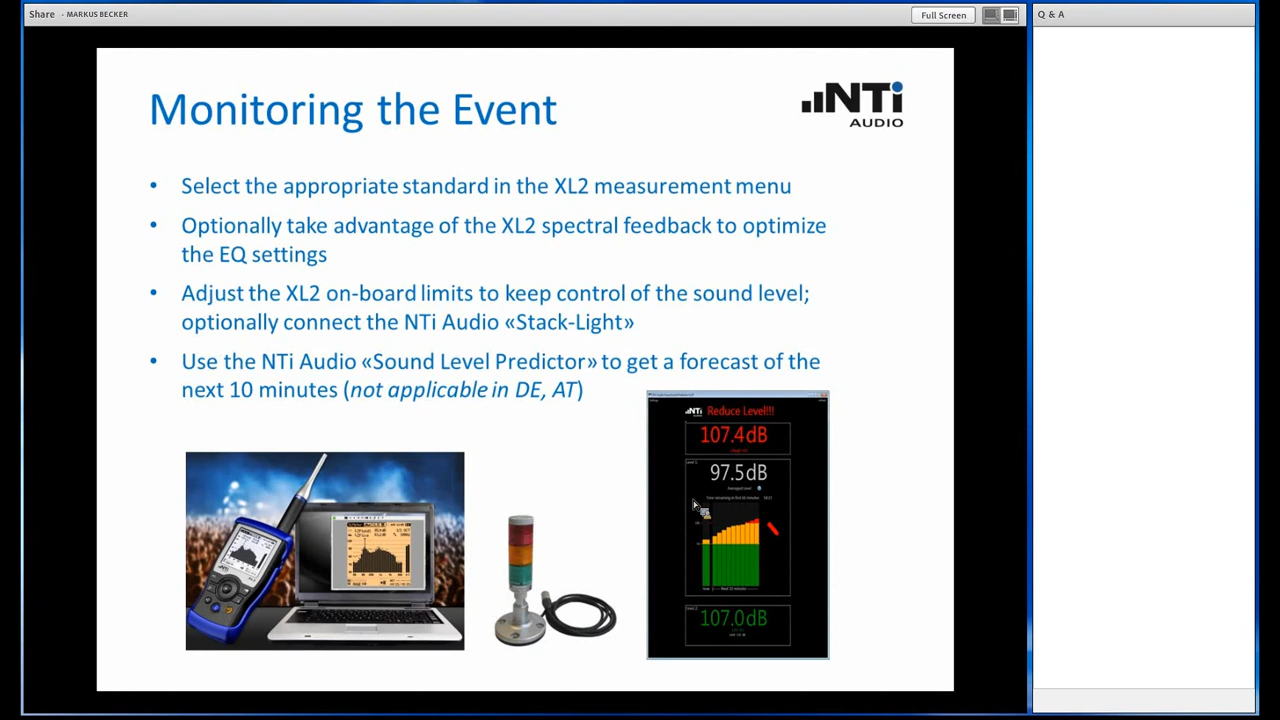 Share - MARKUS BECKER
Full Screen
Q & A
Monitoring the Event
NTi
AUDIO
• Select the appropriate standard in the XL2 measurement menu
• Optionally take advantage of the XL2 spectral feedback to optimize
the EQ settings
• Adjust the XL2 on-board limits to keep control of the sound level;
optionally connect the NTi Audio «Stack-Light»
• Use the NTi Audio «Sound Level Predictor» to get a forecast of the
next 10 minutes (not applicable in DE, AT)
NTi Reduce Level!!!
107.4dB
97.5dB
107.0dB